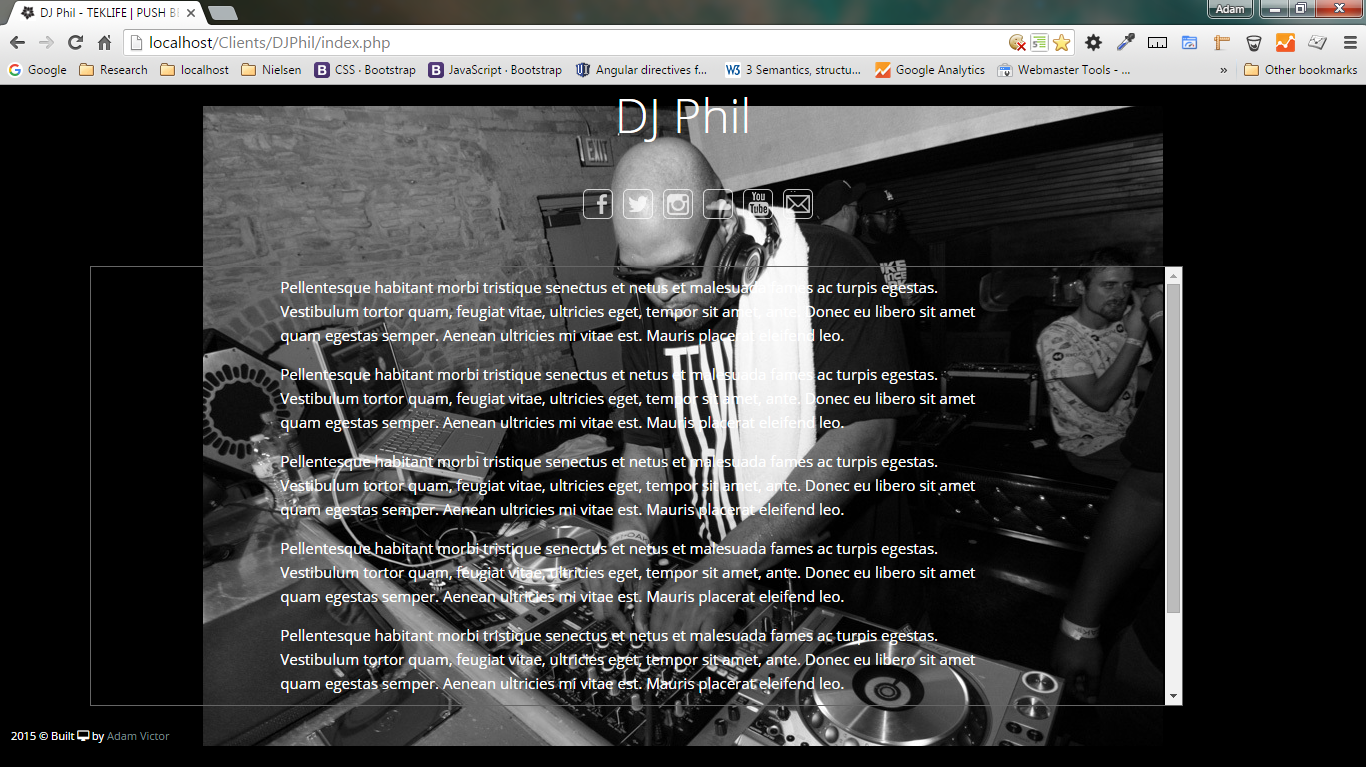 DJ Phil - TEKLIFE | PUSH B
Adam
localhost/Clients/DJPhil/index.php
Google Research localhost Nielsen CSS · Bootstrap JavaScript · Bootstrap Angular directives f... 3 Semantics, structu... Google Analytics Webmaster Tools - ... » Other bookmarks
DJ Phil
EXIT
You
Tube
Pellentesque habitant morbi tristique senectus et netus et malesuada fames ac turpis egestas.
Vestibulum tortor quam, feugiat vitae, ultricies eget, tempor sit amet, ante. Donec eu libero sit amet
quam egestas semper. Aenean ultricies mi vitae est. Mauris placerat eleifend leo.
Pellentesque habitant morbi tristique senectus et netus et malesuada fames ac turpis egestas.
Vestibulum tortor quam, feugiat vitae, ultricies eget, tempor sit amet, ante. Donec eu libero sit amet
quam egestas semper. Aenean ultricies mi vitae est. Mauris placerat eleifend leo.
Pellentesque habitant morbi tristique senectus et netus et malesuada fames ac turpis egestas.
Vestibulum tortor quam, feugiat vitae, ultricies eget, tempor sit amet, ante. Donec eu libero sit amet
quam egestas semper. Aenean ultricies mi vitae est. Mauris placerat eleifend leo.
Pellentesque habitant morbi tristique senectus et netus et malesuada fames ac turpis egestas.
Vestibulum tortor quam, feugiat vitae, ultricies eget, tempor sit amet, ante. Donec eu libero sit amet
quam egestas semper. Aenean ultricies mi vitae est. Mauris placerat eleifend leo.
Pellentesque habitant morbi tristique senectus et netus et malesuada fames ac turpis egestas.
Vestibulum tortor quam, feugiat vitae, ultricies eget, tempor sit amet, ante. Donec eu libero sit amet
quam egestas semper. Aenean ultricies mi vitae est. Mauris placerat eleifend leo.
2015 © Built by Adam Victor